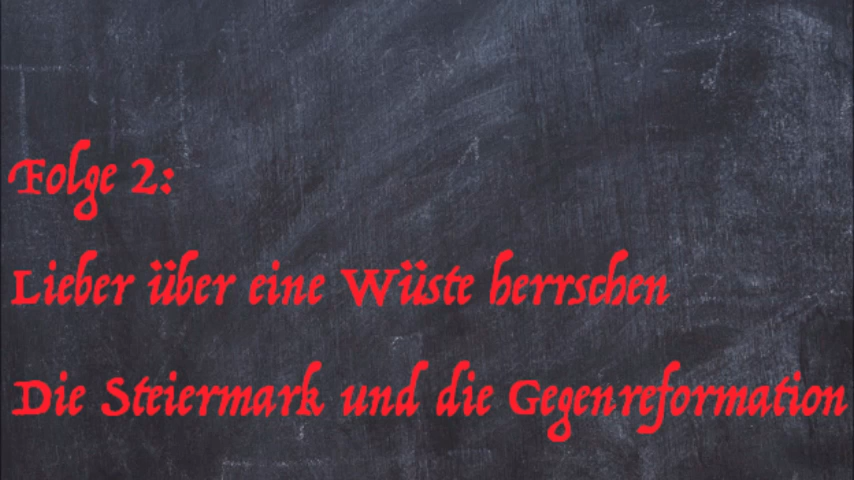 Folge 2:
Lieber über eine Wüste herrschen
Die Steiermark und die Gegenreformation